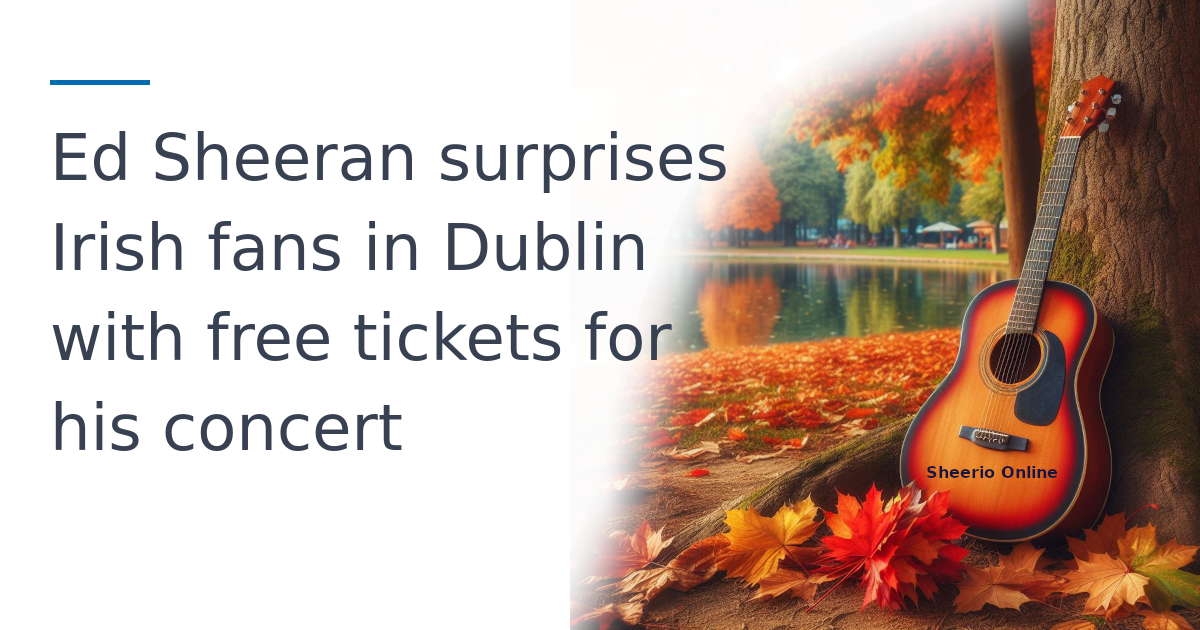 Ed Sheeran surprises
Irish fans in Dublin
with free tickets for
his concert
Sheerio Online